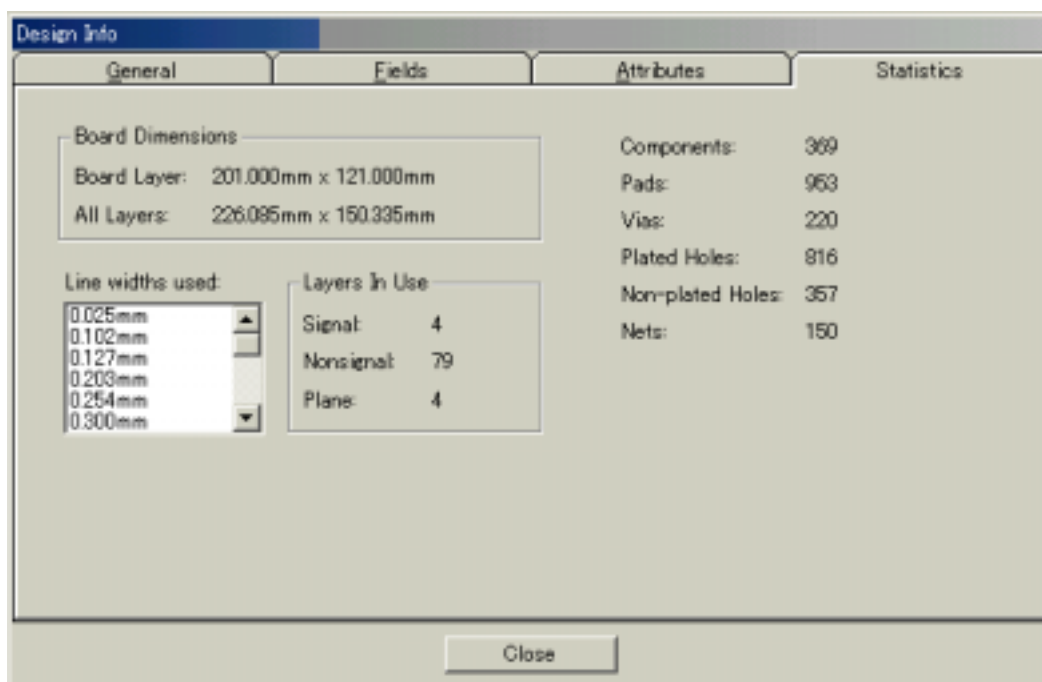 Design Info
General Fields Attributes Statistics
Board Dimensions
Board Layer: 201.000mm x 121.000mm
All Layers: 226.085mm x 150.335mm
Line widths used:
0.025mm
0.102mm
0.127mm
0.203mm
0.254mm
0.300mm
Layers In Use
Signal: 4
Nonsignal: 79
Plane: 4
Components: 369
Pads: 953
Vias: 220
Plated Holes: 816
Non-plated Holes: 357
Nets: 150
Close